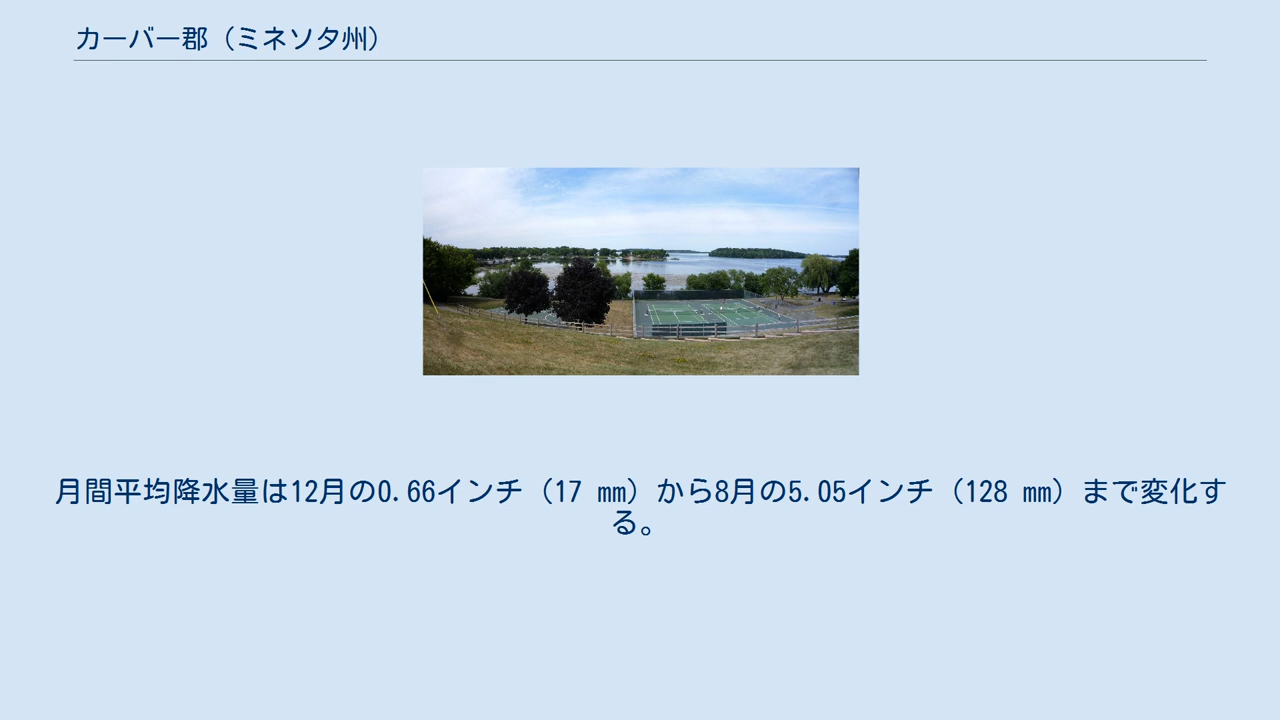 カーバー郡（ミネソタ州）
月間平均降水量は12月の0.66インチ（17 mm）から8月の5.05インチ（128 mm）まで変化す
る。